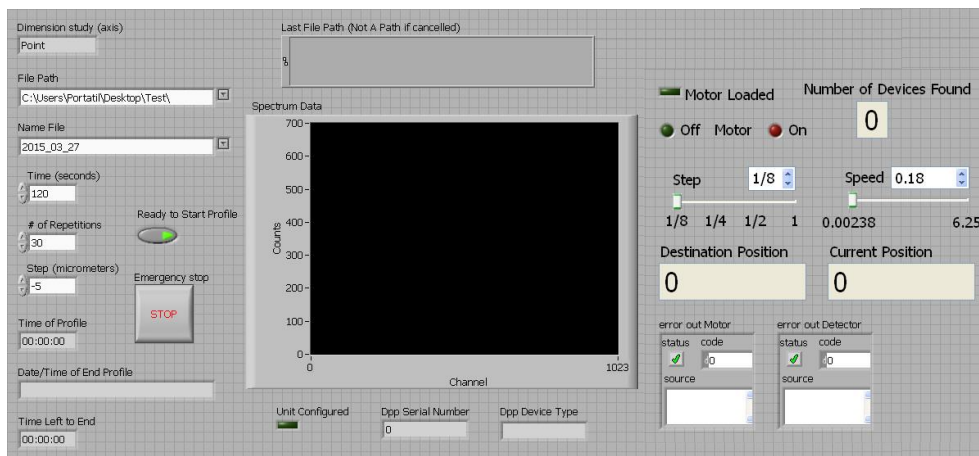 Dimension study (axis)
Point
File Path
C:\Users\Portatil\Desktop\Test\
Name File
2015_03_27
Time (seconds)
120
# of Repetitions
30
Step (micrometers)
-5
Time of Profile
00:00:00
Date/Time of End Profile
Time Left to End
00:00:00
Ready to Start Profile
Emergency stop
STOP
Last File Path (Not A Path if cancelled)
%
Spectrum Data
700
600
500
400
300
200
100
0
Counts
0 1023
Channel
Unit Configured
Dpp Serial Number
0
Dpp Device Type
Motor Loaded
Number of Devices Found
0
Off Motor On
Step 1/8
1/8 1/4 1/2 1
Speed 0.18
0.00238 6.25
Destination Position
0
Current Position
0
error out Motor
status code
0
source
error out Detector
status code
0
source